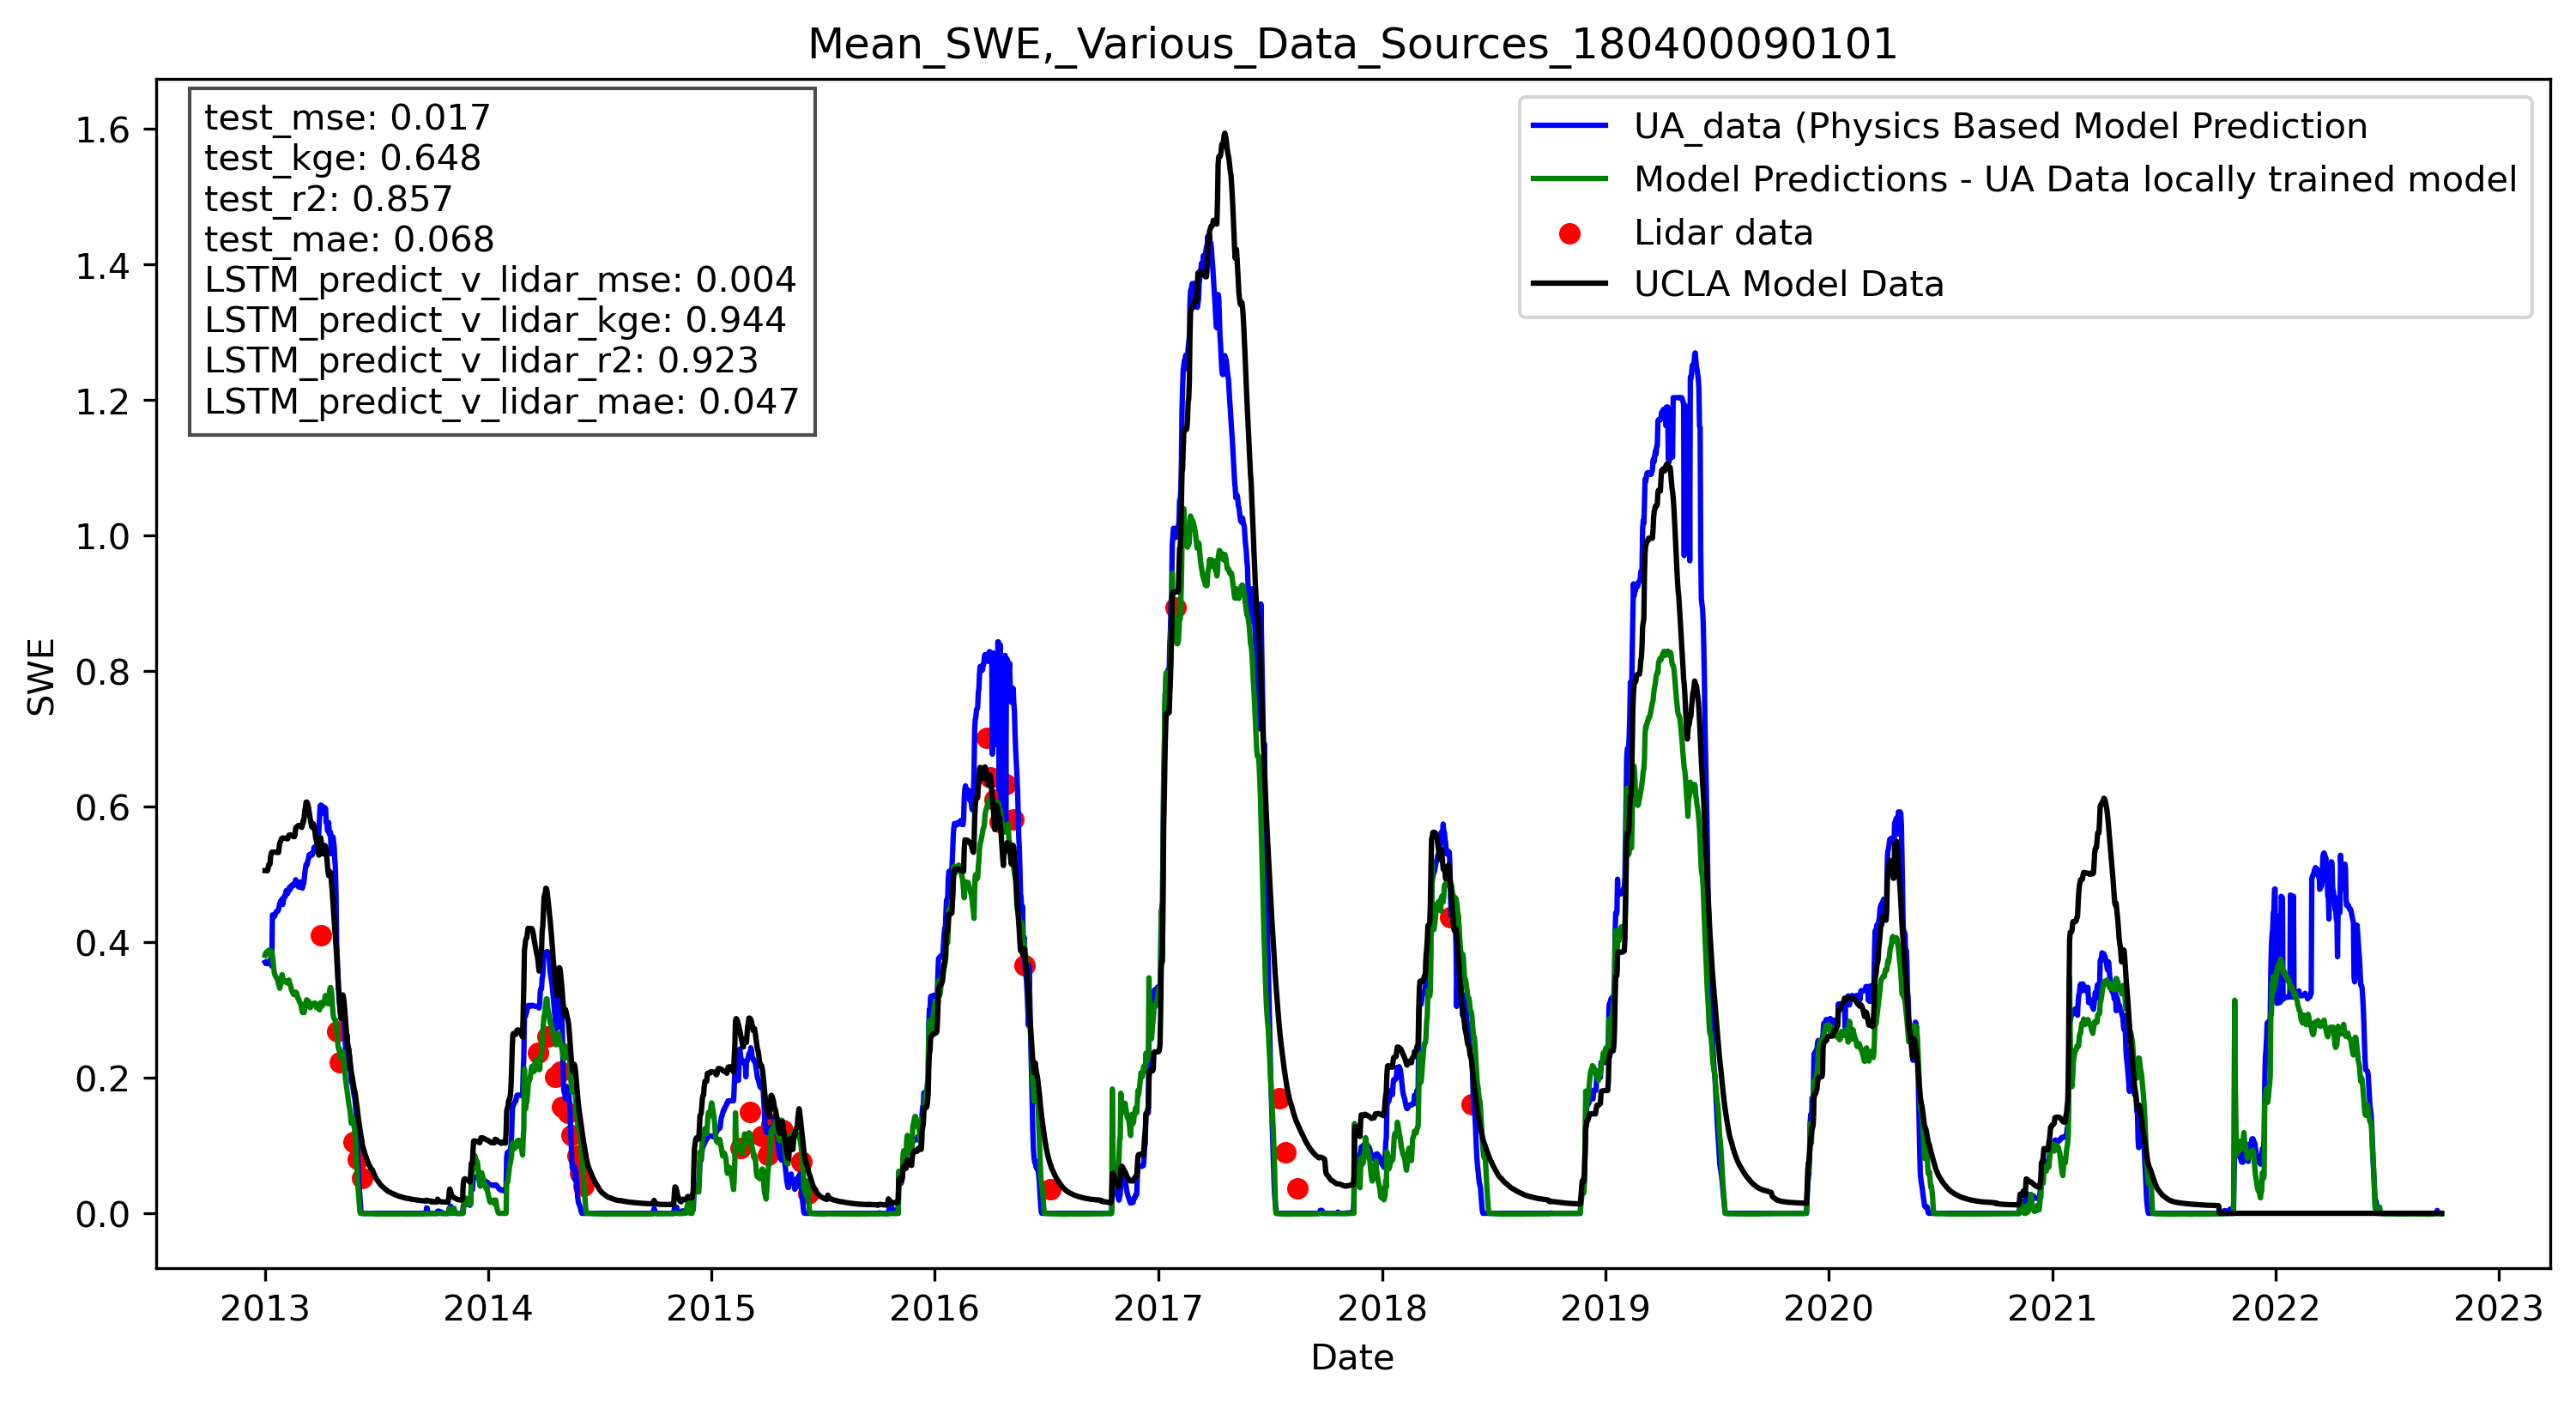 Mean_SWE,_Various_Data_Sources_180400090101
test_mse: 0.017
test_kge: 0.648
test_r2: 0.857
test_mae: 0.068
LSTM_predict_v_lidar_mse: 0.004
LSTM_predict_v_lidar_kge: 0.944
LSTM_predict_v_lidar_r2: 0.923
LSTM_predict_v_lidar_mae: 0.047
UA_data (Physics Based Model Prediction
Model Predictions - UA Data locally trained model
Lidar data
UCLA Model Data
SWE
1.6
1.4
1.2
1.0
0.8
0.6
0.4
0.2
0.0
2013 2014 2015 2016 2017 2018 2019 2020 2021 2022 2023
Date